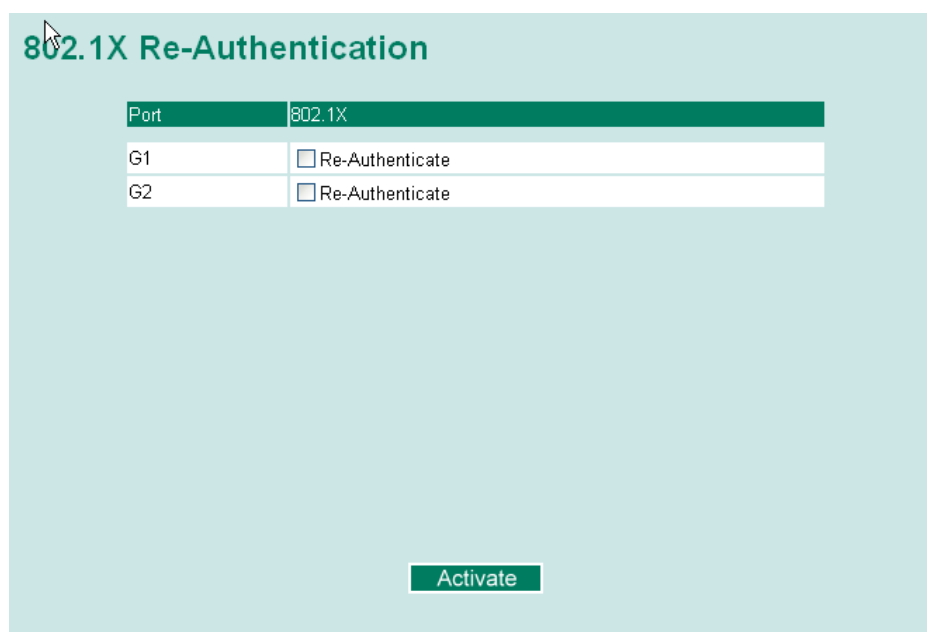 802.1X Re-Authentication
Port 802.1X
G1 Re-Authenticate
G2 Re-Authenticate
Activate